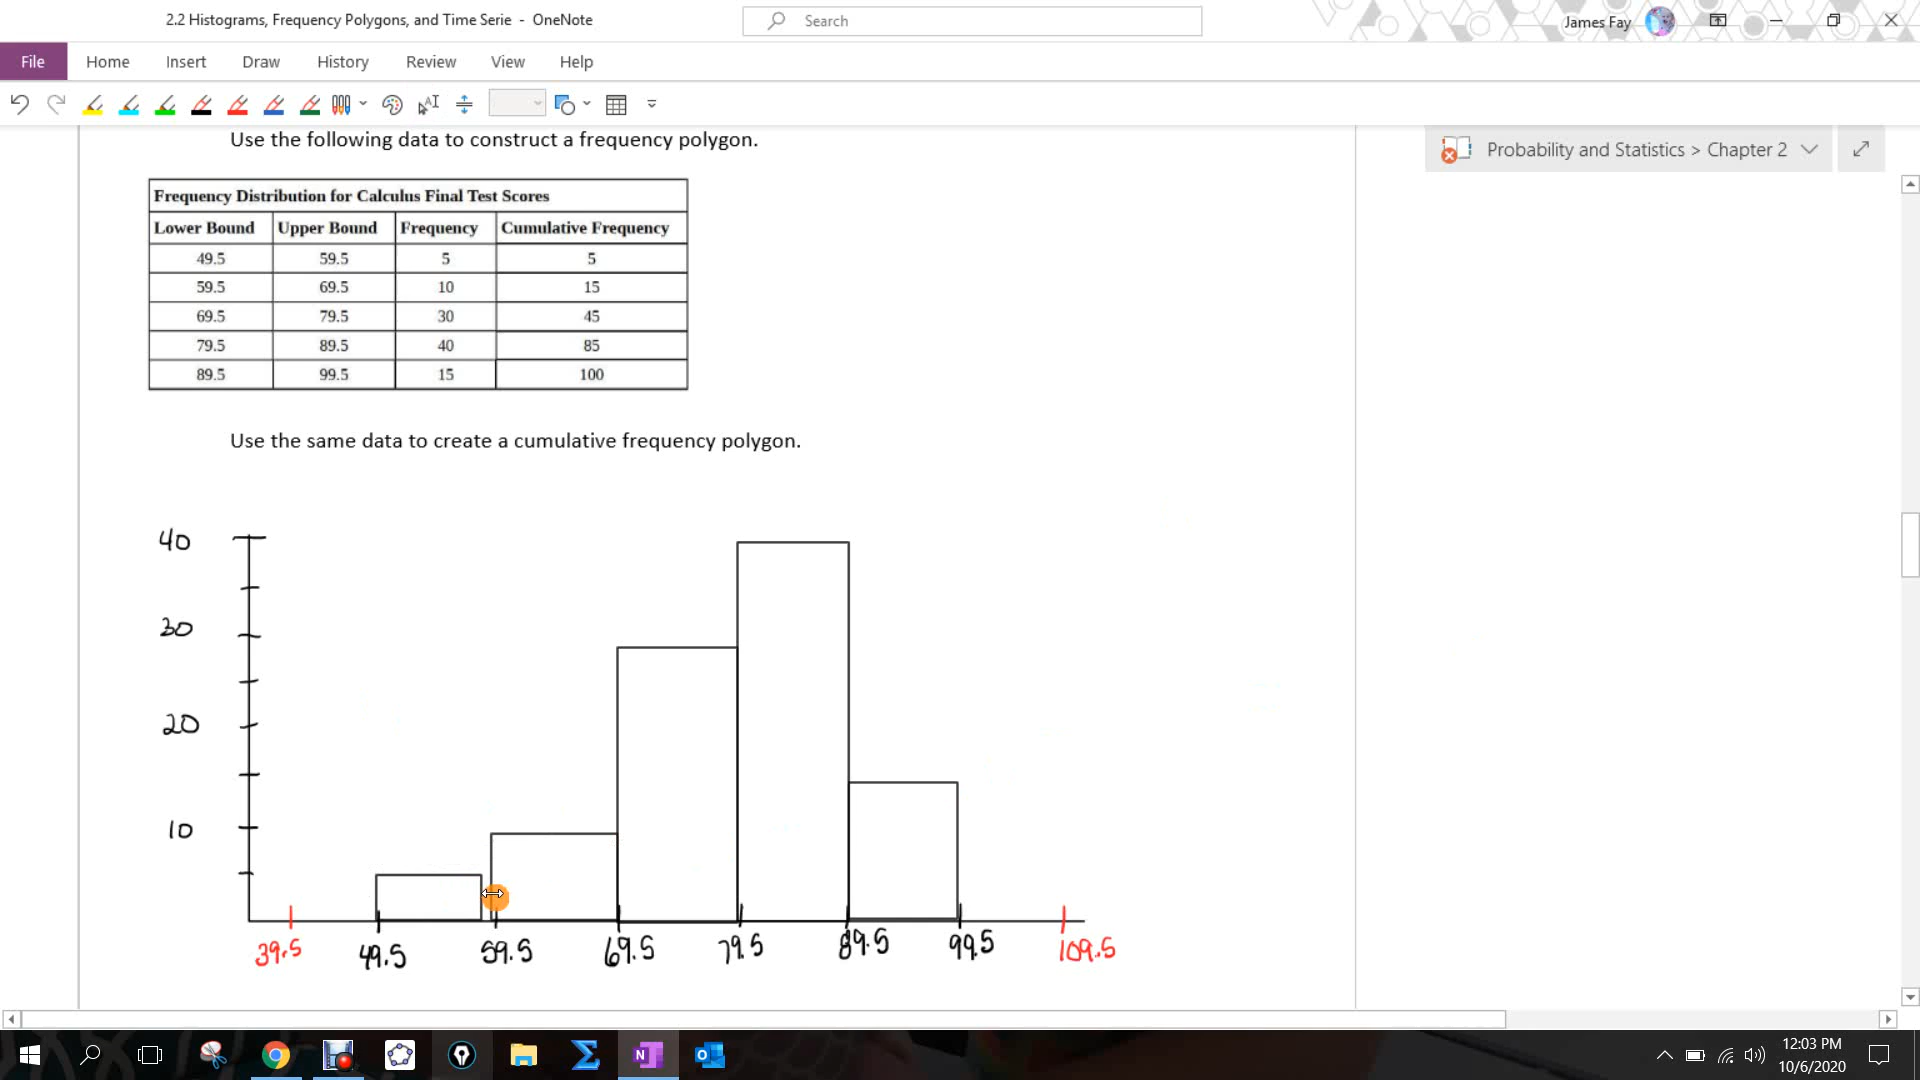 2.2 Histograms, Frequency Polygons, and Time Serie - OneNote
Search
James Fay
File Home Insert Draw History Review View Help
Use the following data to construct a frequency polygon.
Probability and Statistics > Chapter 2
Frequency Distribution for Calculus Final Test Scores
Lower Bound Upper Bound Frequency Cumulative Frequency
49.5 59.5 5 5
59.5 69.5 10 15
69.5 79.5 30 45
79.5 89.5 40 85
89.5 99.5 15 100
Use the same data to create a cumulative frequency polygon.
40
30
20
10
39.5 49.5 59.5 69.5 79.5 89.5 99.5 109.5
12:03 PM
10/6/2020